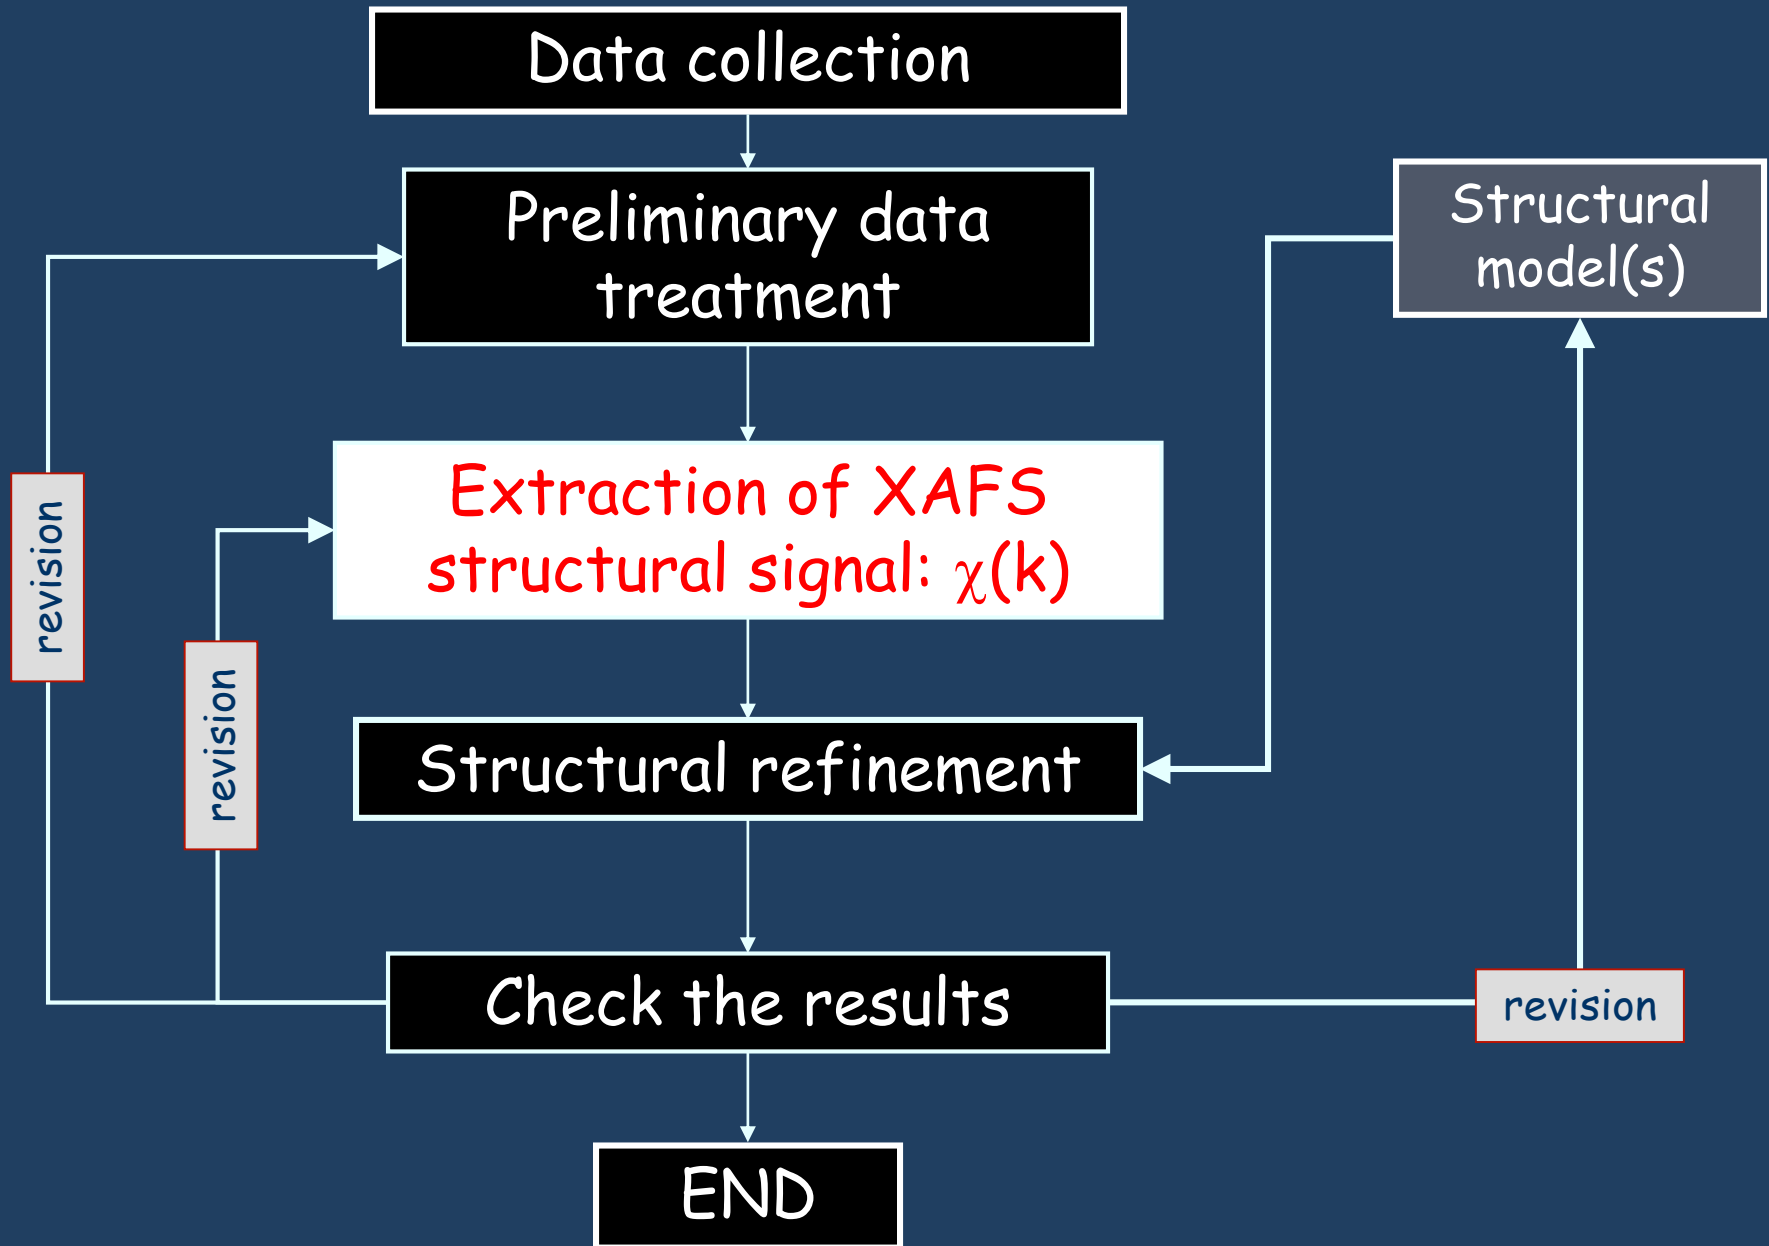 Data collection
Preliminary data
treatment
Structural
model(s)
Extraction of XAFS
structural signal: χ(k)
revision
revision
Structural refinement
Check the results
revision
END